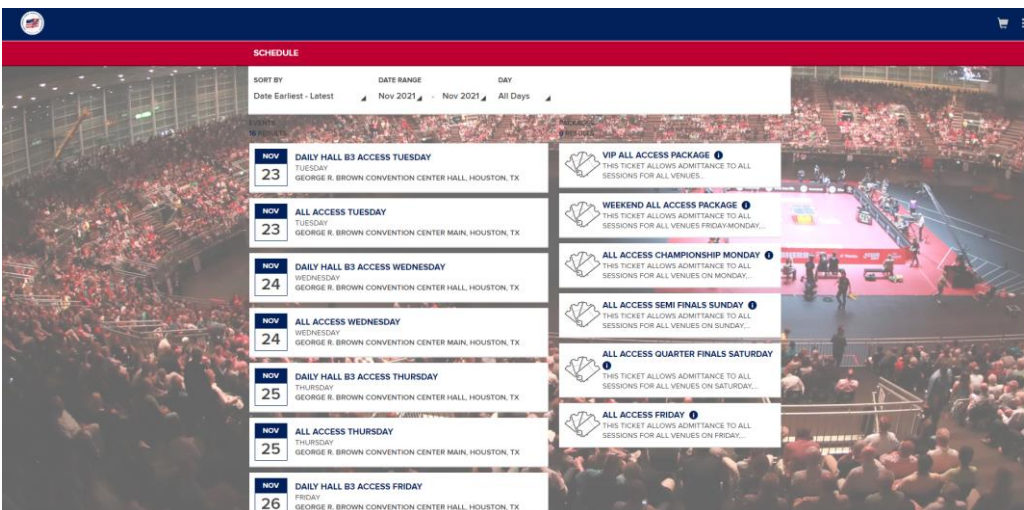 SCHEDULE
SORT BY
DATE RANGE
DAY
Date Earliest - Latest
Nov 2021 - Nov 2021
All Days
EVENTS
RESULTS
NOV
23
DAILY HALL B3 ACCESS TUESDAY
TUESDAY
GEORGE R. BROWN CONVENTION CENTER HALL, HOUSTON, TX
NOV
23
ALL ACCESS TUESDAY
TUESDAY
GEORGE R. BROWN CONVENTION CENTER MAIN, HOUSTON, TX
NOV
24
DAILY HALL B3 ACCESS WEDNESDAY
WEDNESDAY
GEORGE R. BROWN CONVENTION CENTER HALL, HOUSTON, TX
NOV
24
ALL ACCESS WEDNESDAY
WEDNESDAY
GEORGE R. BROWN CONVENTION CENTER MAIN, HOUSTON, TX
NOV
25
DAILY HALL B3 ACCESS THURSDAY
THURSDAY
GEORGE R. BROWN CONVENTION CENTER HALL, HOUSTON, TX
NOV
25
ALL ACCESS THURSDAY
THURSDAY
GEORGE R. BROWN CONVENTION CENTER MAIN, HOUSTON, TX
NOV
26
DAILY HALL B3 ACCESS FRIDAY
FRIDAY
GEORGE R. BROWN CONVENTION CENTER HALL, HOUSTON, TX
PACKAGES
RESULTS
VIP ALL ACCESS PACKAGE
THIS TICKET ALLOWS ADMITTANCE TO ALL
SESSIONS FOR ALL VENUES...
WEEKEND ALL ACCESS PACKAGE
THIS TICKET ALLOWS ADMITTANCE TO ALL
SESSIONS FOR ALL VENUES FRIDAY-MONDAY,...
ALL ACCESS CHAMPIONSHIP MONDAY
THIS TICKET ALLOWS ADMITTANCE TO ALL
SESSIONS FOR ALL VENUES ON MONDAY,...
ALL ACCESS SEMI FINALS SUNDAY
THIS TICKET ALLOWS ADMITTANCE TO ALL
SESSIONS FOR ALL VENUES ON SUNDAY,...
ALL ACCESS QUARTER FINALS SATURDAY
THIS TICKET ALLOWS ADMITTANCE TO ALL
SESSIONS FOR ALL VENUES ON SATURDAY,...
ALL ACCESS FRIDAY
THIS TICKET ALLOWS ADMITTANCE TO ALL
SESSIONS FOR ALL VENUES ON FRIDAY,...